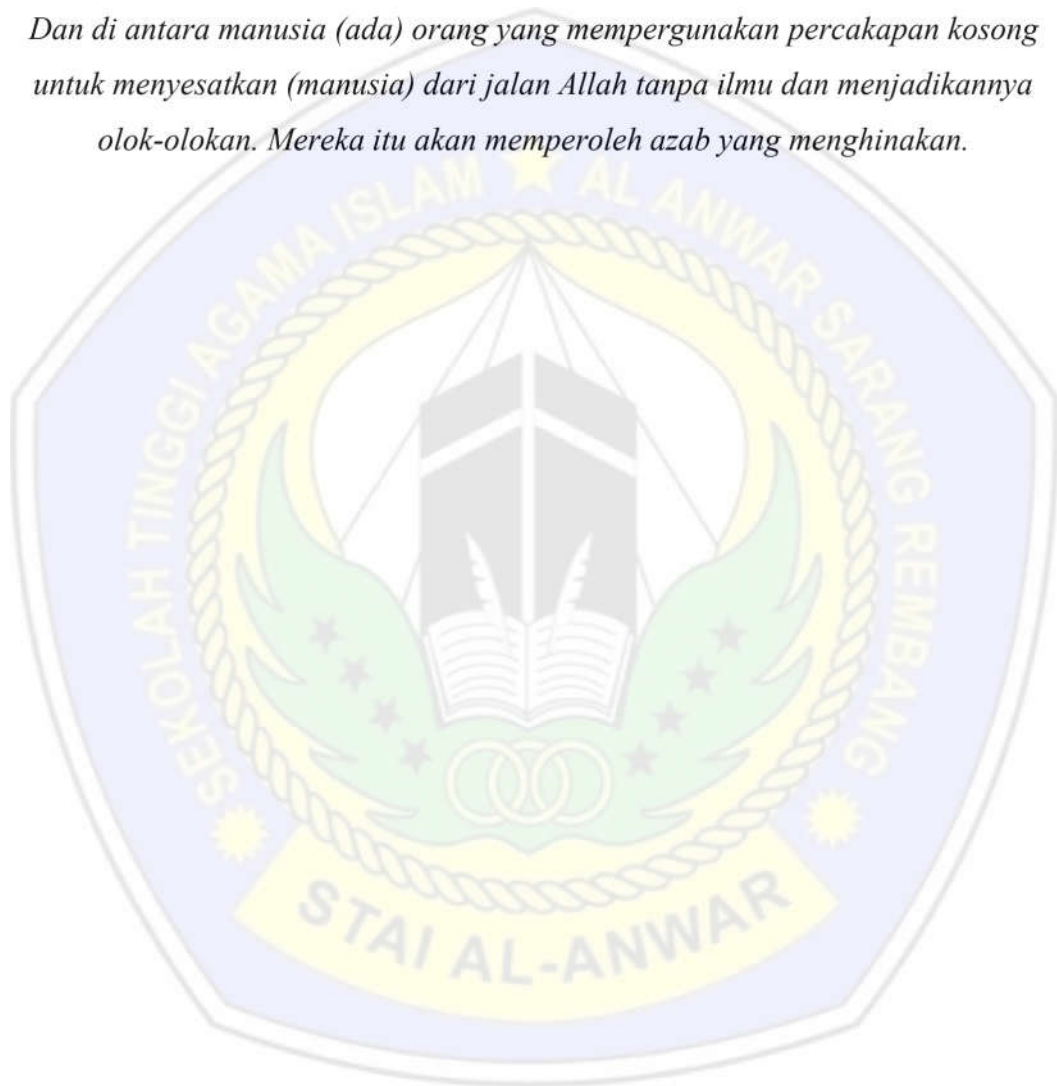 Dan di antara manusia (ada) orang yang mempergunakan percakapan kosong
untuk menyesatkan (manusia) dari jalan Allah tanpa ilmu dan menjadikannya
olok-olokan. Mereka itu akan memperoleh azab yang menghinakan.
SEKOLAH TINGGI AGAMA ISLAM AL ANWAR SARANG REMBANG
STAI AL-ANWAR